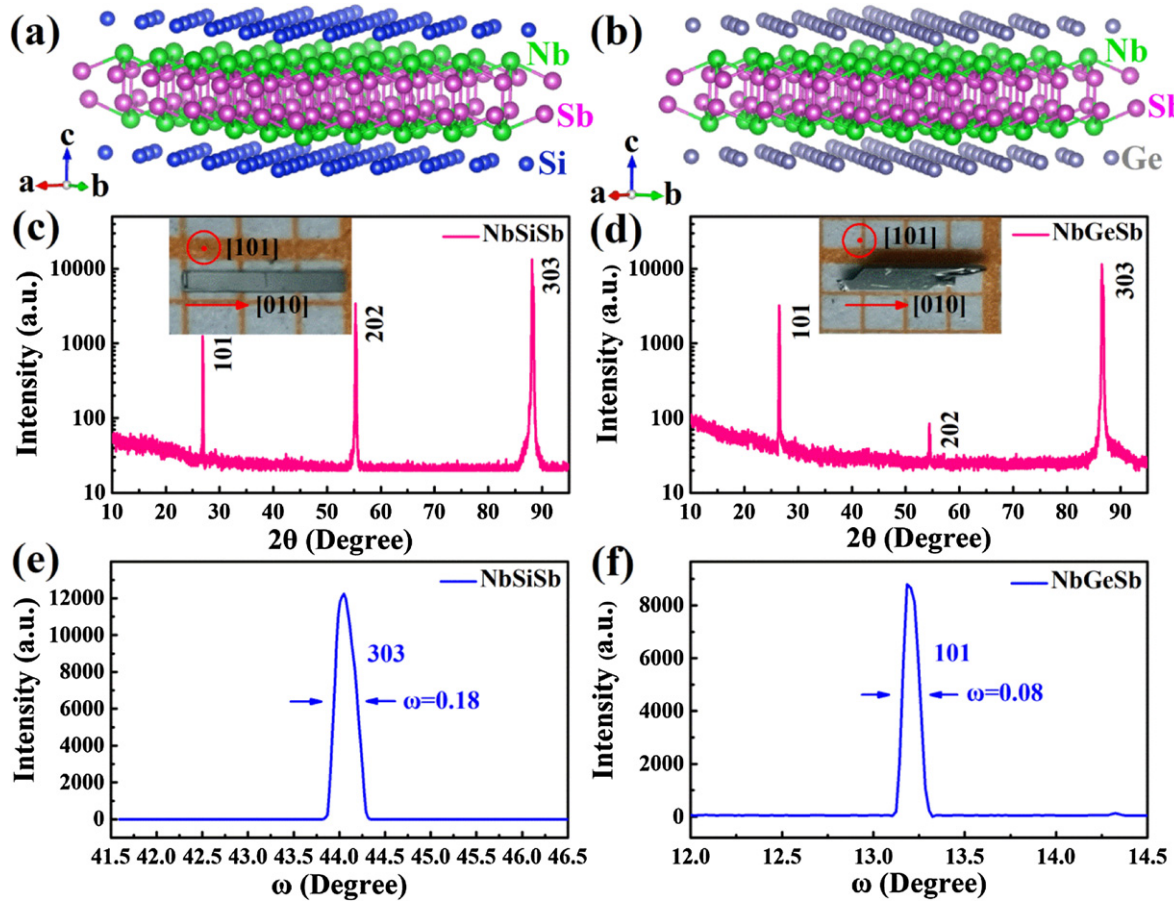 (a)
Nb
Sb
Si
c
a
b
(b)
Nb
Sb
Ge
c
a
b
(c)
NbSiSb
[101]
[010]
101
202
303
Intensity (a.u.)
10000
1000
100
10
10 20 30 40 50 60 70 80 90
2θ (Degree)
(d)
NbGeSb
[101]
[010]
101
202
303
Intensity (a.u.)
10000
1000
100
10
10 20 30 40 50 60 70 80 90
2θ (Degree)
(e)
NbSiSb
303
ω=0.18
Intensity (a.u.)
12000
10000
8000
6000
4000
2000
0
41.5 42.0 42.5 43.0 43.5 44.0 44.5 45.0 45.5 46.0 46.5
ω (Degree)
(f)
NbGeSb
101
ω=0.08
Intensity (a.u.)
8000
6000
4000
2000
0
12.0 12.5 13.0 13.5 14.0 14.5
ω (Degree)